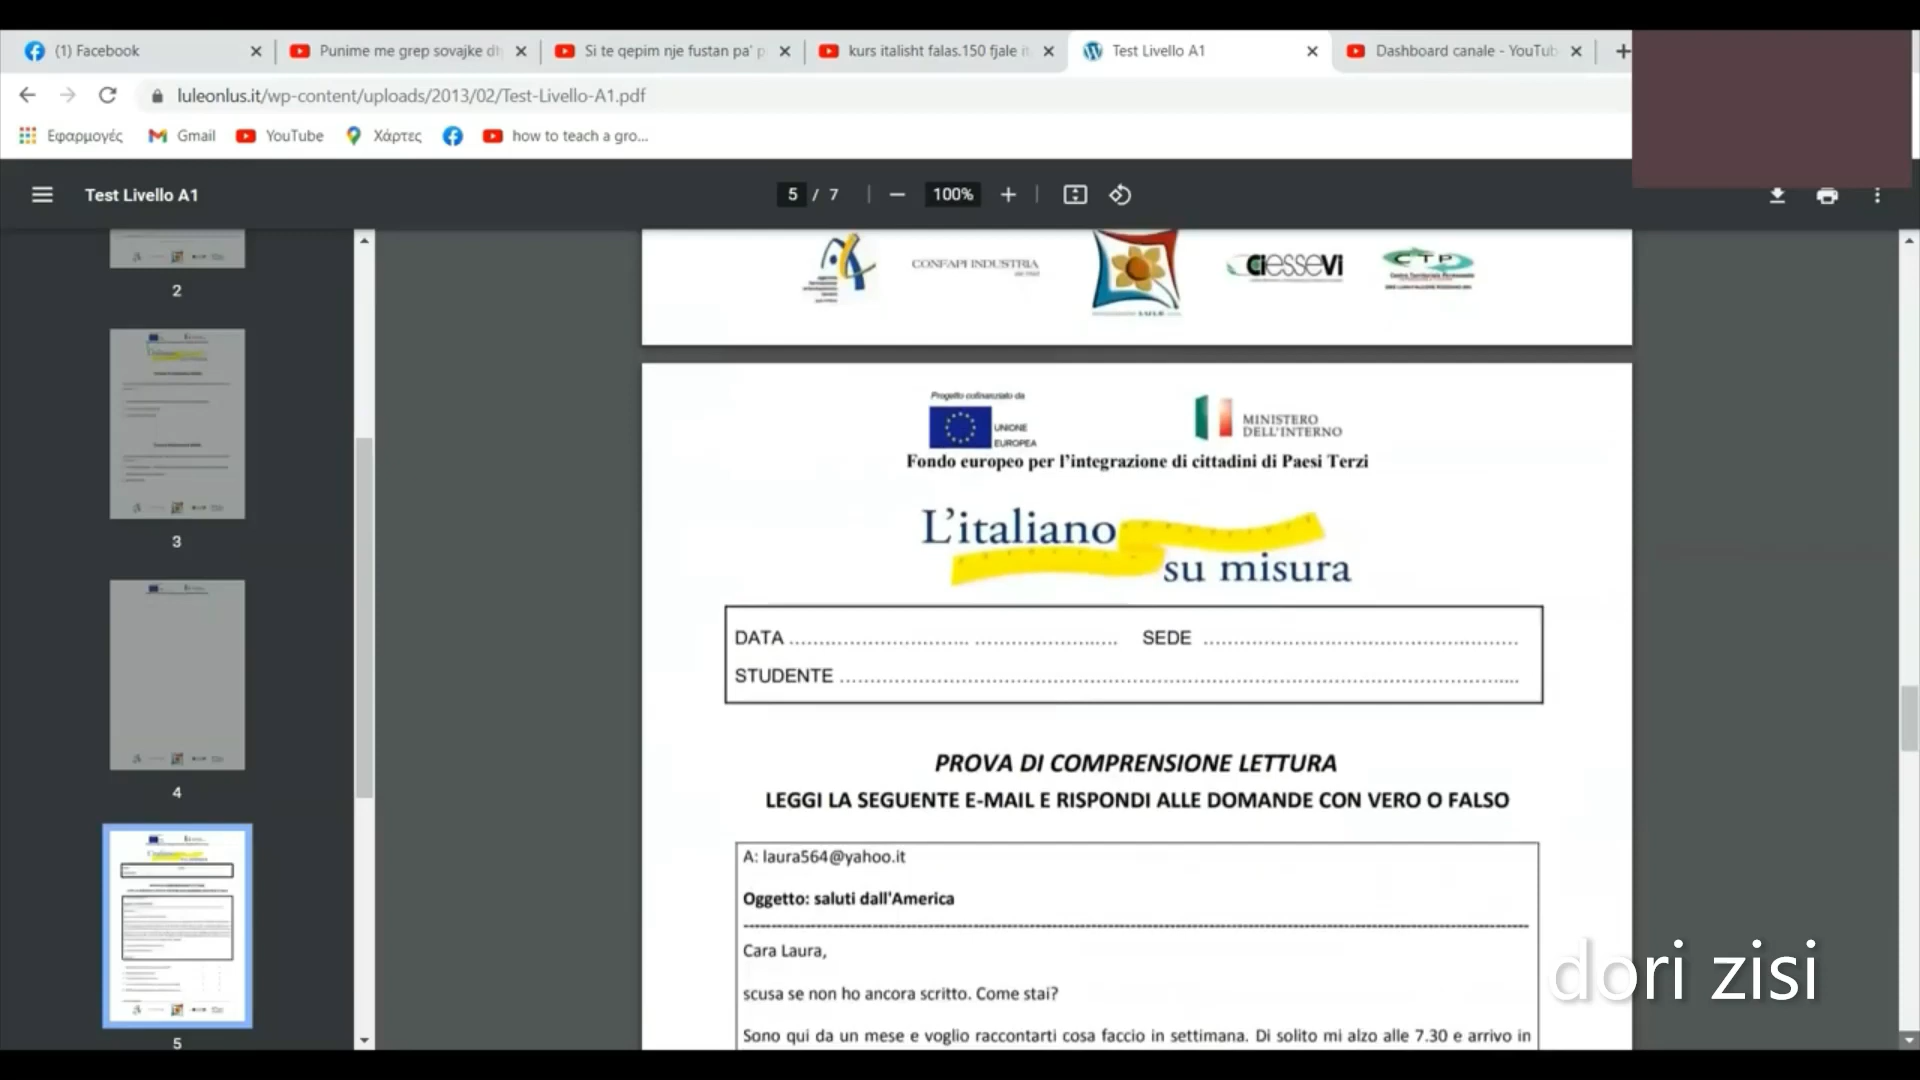 (1) Facebook
Punime me grep sovajke dh
Si te qepim nje fustan pa' p
kurs italisht falas.150 fjale it
Test Livello A1
Dashboard canale - YouTub
luleonlus.it/wp-content/uploads/2013/02/Test-Livello-A1.pdf
Εφαρμογές
Gmail
YouTube
Χάρτες
how to teach a gro...
Test Livello A1
5 / 7
100%
2
3
4
5
CONFAPI INDUSTRIA
CIESSEVI
CTP
Progetto cofinanziato da
UNIONE
EUROPEA
MINISTERO
DELL'INTERNO
Fondo europeo per l'integrazione di cittadini di Paesi Terzi
L'italiano
su misura
DATA ........................... ...................... SEDE ................................................
STUDENTE ....................................................................................................
PROVA DI COMPRENSIONE LETTURA
LEGGI LA SEGUENTE E-MAIL E RISPONDI ALLE DOMANDE CON VERO O FALSO
A: laura564@yahoo.it
Oggetto: saluti dall'America
Cara Laura,
scusa se non ho ancora scritto. Come stai?
Sono qui da un mese e voglio raccontarti cosa faccio in settimana. Di solito mi alzo alle 7.30 e arrivo in
dori zisi